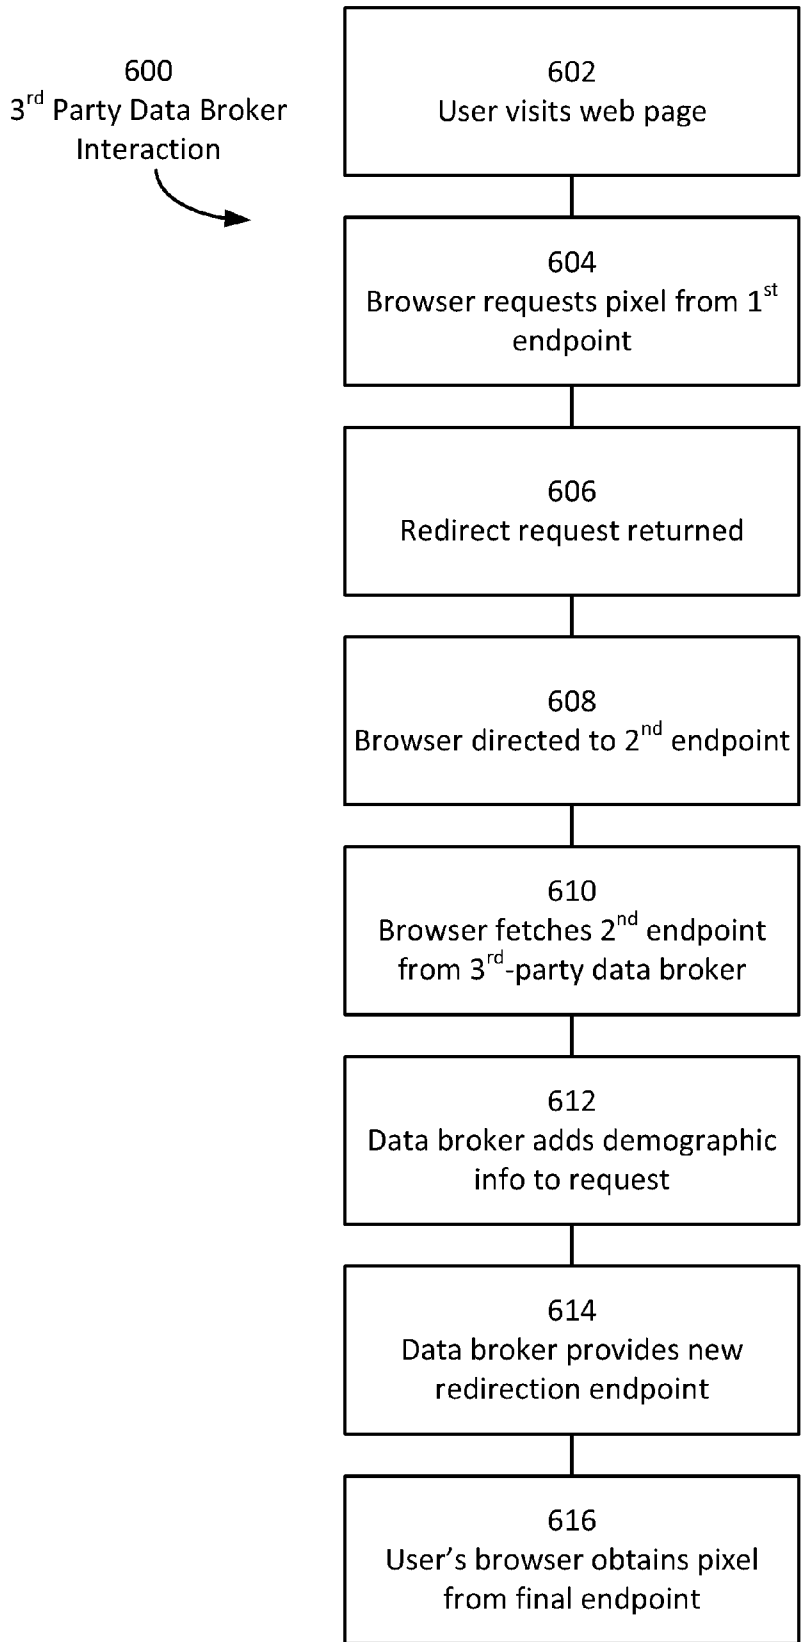 600
3rd Party Data Broker
Interaction
602
User visits web page
604
Browser requests pixel from 1st
endpoint
606
Redirect request returned
608
Browser directed to 2nd endpoint
610
Browser fetches 2nd endpoint
from 3rd-party data broker
612
Data broker adds demographic
info to request
614
Data broker provides new
redirection endpoint
616
User's browser obtains pixel
from final endpoint